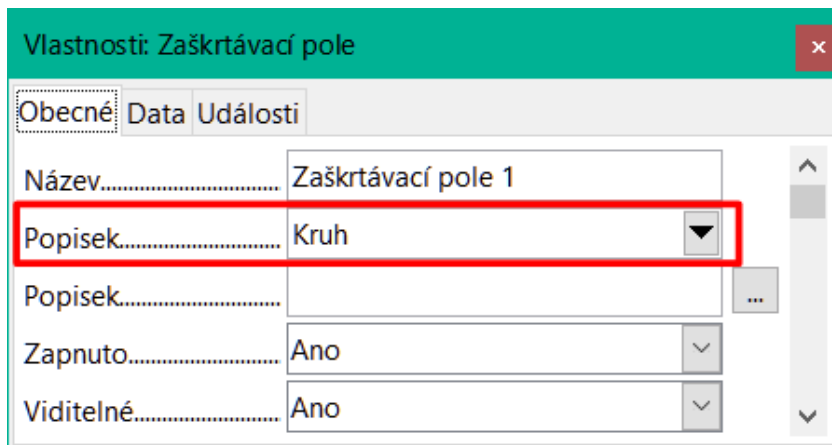 Vlastnosti: Zaškrtávací pole x
Obecné Data Události
Název.............................. Zaškrtávací pole 1
Popisek............................ Kruh
Popisek............................ ...
Zapnuto........................... Ano
Viditelné.......................... Ano